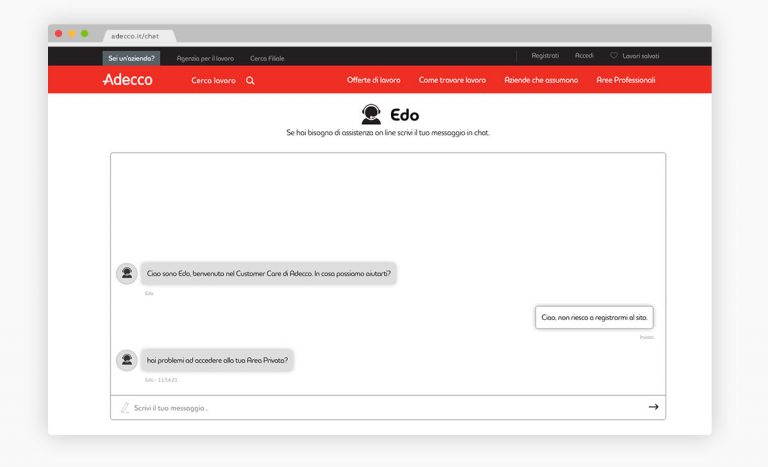 adecco.it/chat
Sei un'azienda? Agenzia per il lavoro Cerca Filiale Registrati Accedi Lavori salvati
Adecco Cerca lavoro Offerte di lavoro Come trovare lavoro Aziende che assumono Aree Professionali
Edo
Se hai bisogno di assistenza on line scrivi il tuo messaggio in chat.
Ciao sono Edo, benvenuto nel Customer Care di Adecco. In cosa possiamo aiutarti?
Edo
Ciao, non riesco a registrarmi al sito.
Inviato
hai problemi ad accedere alla tua Area Privata?
Edo - 11:54:21
Scrivi il tuo messaggio...